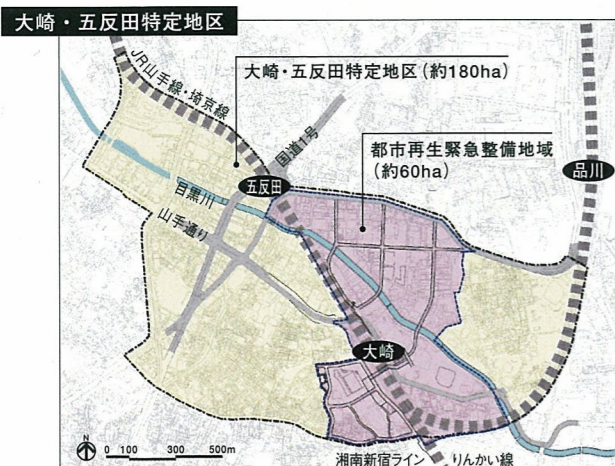 大崎・五反田特定地区
JR山手線・埼京線
大崎・五反田特定地区(約180ha)
国道1号
都市再生緊急整備地域
(約60ha)
品川
五反田
目黒川
山手通り
大崎
N
0 100 300 500m
湘南新宿ライン
りんかい線